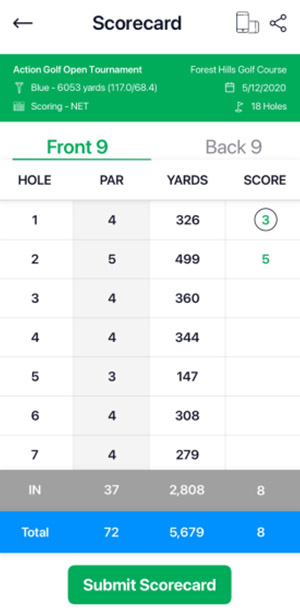 Scorecard
Action Golf Open Tournament Forest Hills Golf Course
Blue - 6053 yards (117.0/68.4) 5/12/2020
Scoring - NET 18 Holes
Front 9 Back 9
HOLE PAR YARDS SCORE
1 4 326 3
2 5 499 5
3 4 360
4 4 344
5 3 147
6 4 308
7 4 279
IN 37 2,808 8
Total 72 5,679 8
Submit Scorecard